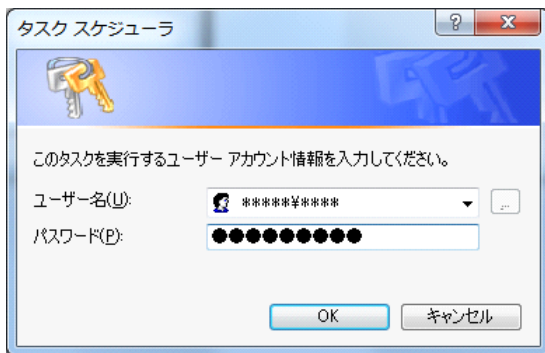 タスク スケジューラ
?
X
このタスクを実行するユーザー アカウント情報を入力してください。
ユーザー名(U): *****¥**** ...
パスワード(P): ●●●●●●●●●
OK キャンセル